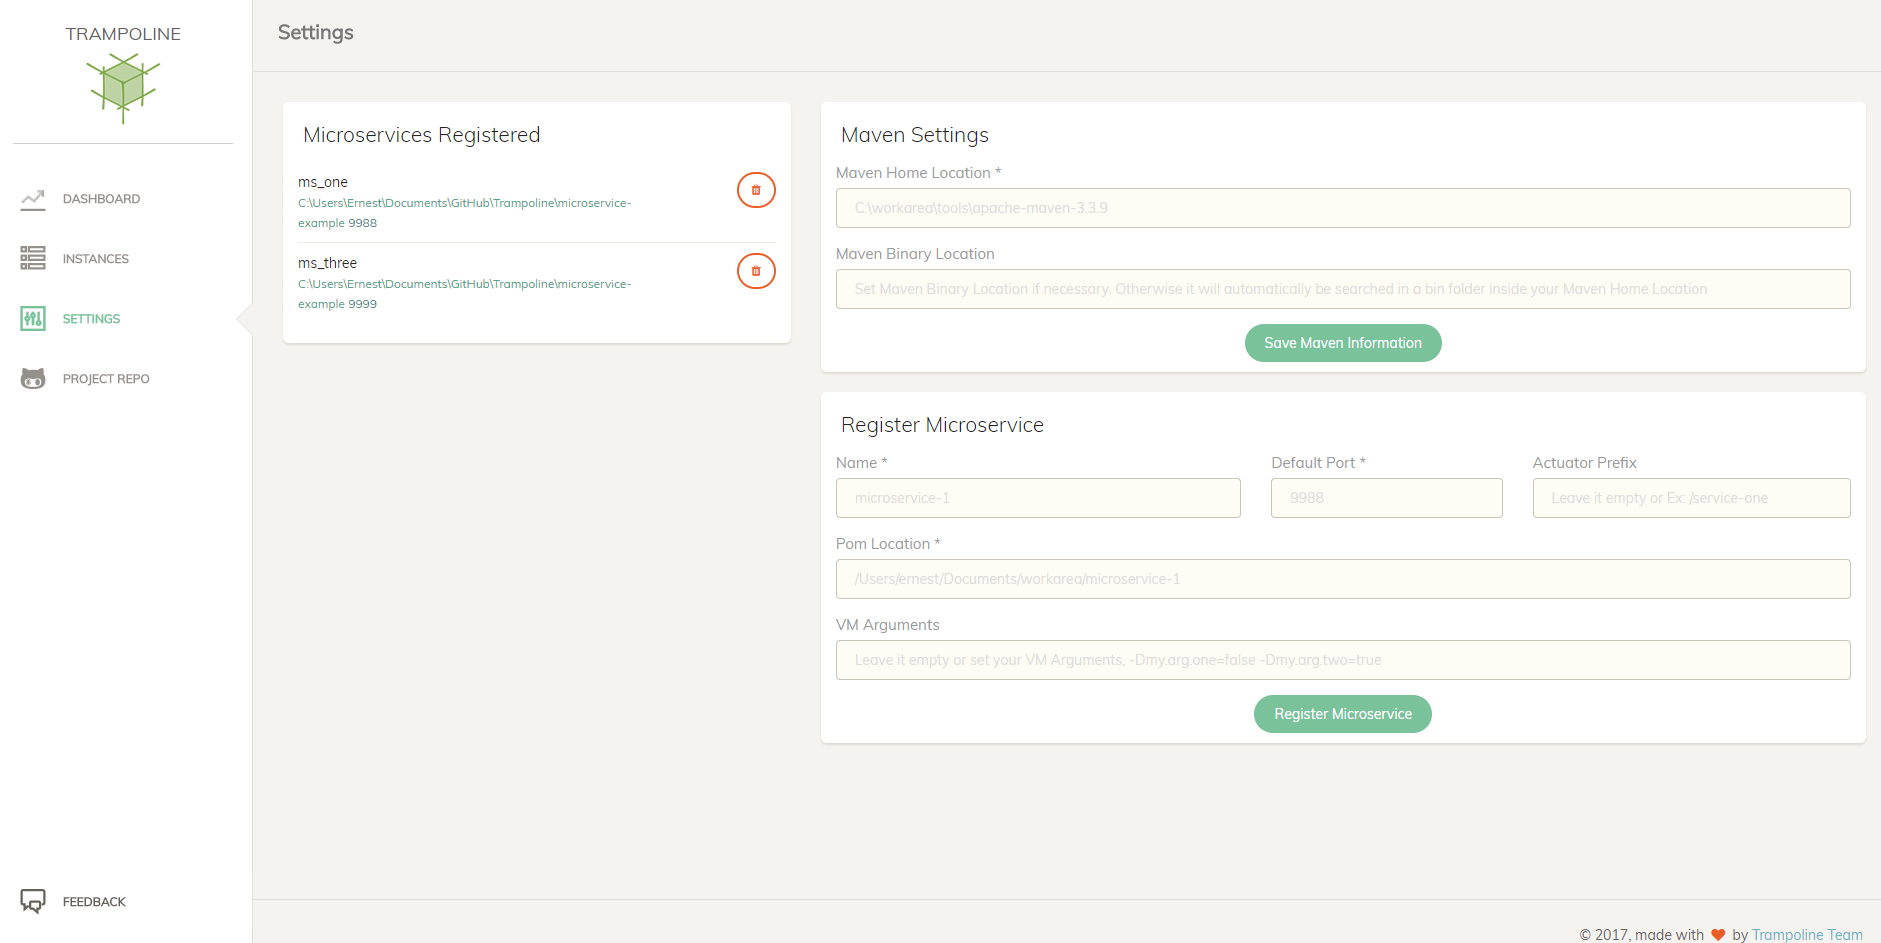 TRAMPOLINE
DASHBOARD
INSTANCES
SETTINGS
PROJECT REPO
FEEDBACK
Settings
Microservices Registered
ms_one
C:\Users\Ernest\Documents\GitHub\Trampoline\microservice-
example 9988
ms_three
C:\Users\Ernest\Documents\GitHub\Trampoline\microservice-
example 9999
Maven Settings
Maven Home Location *
C:\workarea\tools\apache-maven-3.3.9
Maven Binary Location
Set Maven Binary Location if necessary. Otherwise it will automatically be searched in a bin folder inside your Maven Home Location
Save Maven Information
Register Microservice
Name * Default Port * Actuator Prefix
microservice-1 9988 Leave it empty or Ex: /service-one
Pom Location *
/Users/ernest/Documents/workarea/microservice-1
VM Arguments
Leave it empty or set your VM Arguments, -Dmy.arg.one=false -Dmy.arg.two=true
Register Microservice
© 2017, made with ❤ by Trampoline Team